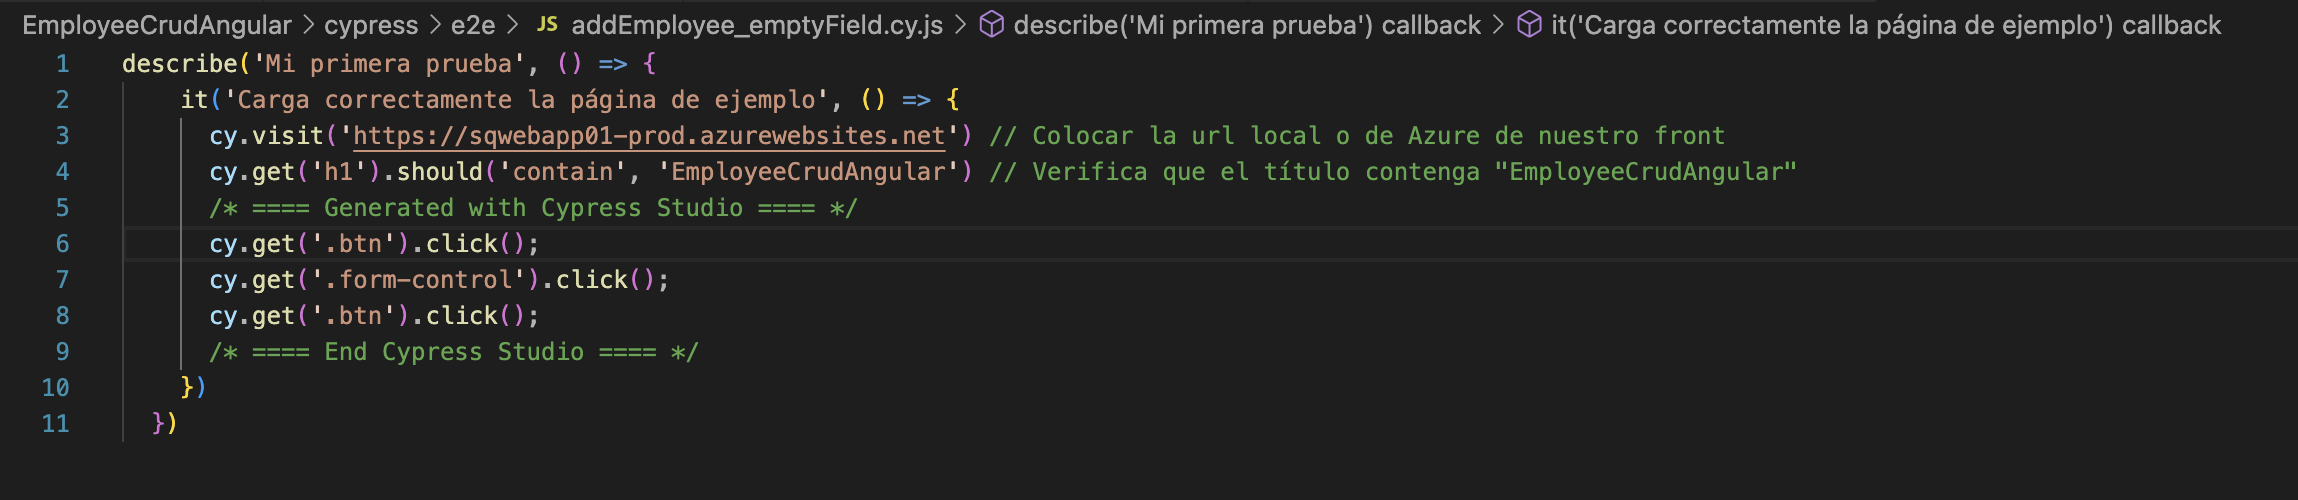 EmployeeCrudAngular > cypress > e2e > JS addEmployee_emptyField.cy.js > describe('Mi primera prueba') callback > it('Carga correctamente la página de ejemplo') callback
1 describe('Mi primera prueba', () => {
2 it('Carga correctamente la página de ejemplo', () => {
3 cy.visit('https://sqwebapp01-prod.azurewebsites.net') // Colocar la url local o de Azure de nuestro front
4 cy.get('h1').should('contain', 'EmployeeCrudAngular') // Verifica que el título contenga "EmployeeCrudAngular"
5 /* ==== Generated with Cypress Studio ==== */
6 cy.get('.btn').click();
7 cy.get('.form-control').click();
8 cy.get('.btn').click();
9 /* ==== End Cypress Studio ==== */
10 })
11 })